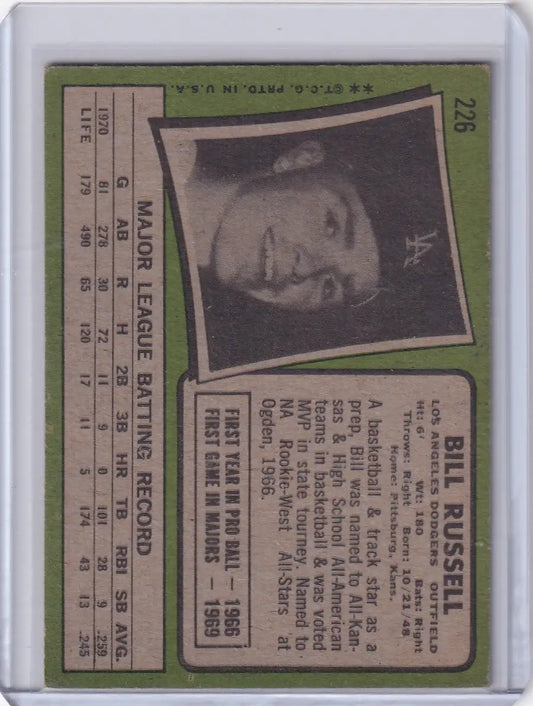 226
BILL RUSSELL
LOS ANGELES DODGERS OUTFIELD
Ht: 6' Wt: 180 Bats: Right
Throws: Right Born: 10/21/48
Home: Pittsburg, Kans.
A basketball & track star as a
prep, Bill was named to All-Kan-
sas & High School All-American
teams in basketball & was voted
MVP in state tourney. Named to
NA Rookie-West All-Stars at
Ogden, 1966.
FIRST YEAR IN PRO BALL — 1966
FIRST GAME IN MAJORS — 1969
LA
MAJOR LEAGUE BATTING RECORD
G AB R H 2B 3B HR TB RBI SB AVG.
1970 81 278 30 72 11 9 0 101 28 9 .259
LIFE 179 490 65 120 17 11 5 174 43 13 .245
**©T.C.G. PRTD. IN U.S.A.